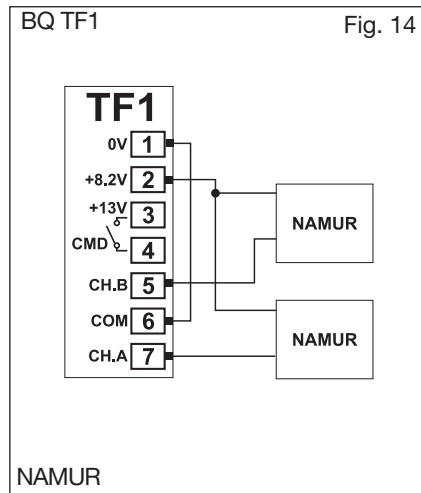 BQ TF1 Fig. 14
TF1
0V 1
+8.2V 2
+13V 3
CMD 4
CH.B 5
COM 6
CH.A 7
NAMUR
NAMUR
NAMUR